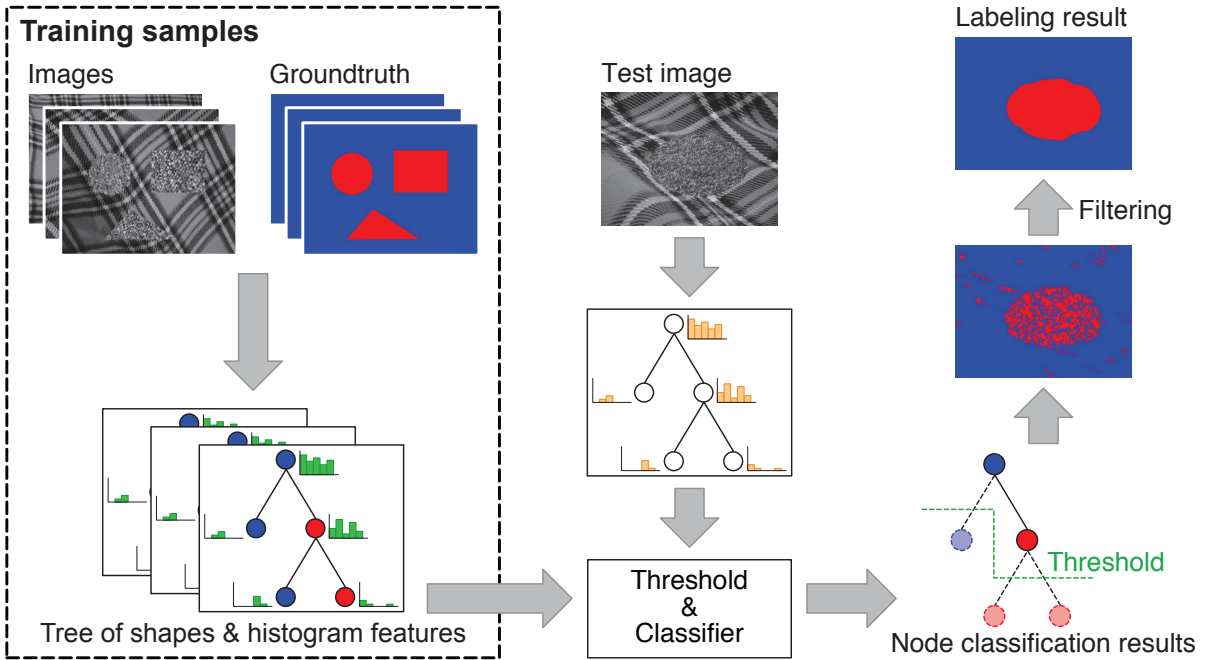 Training samples
Images
Groundtruth
Tree of shapes & histogram features
Test image
Threshold
&
Classifier
Labeling result
Filtering
Threshold
Node classification results